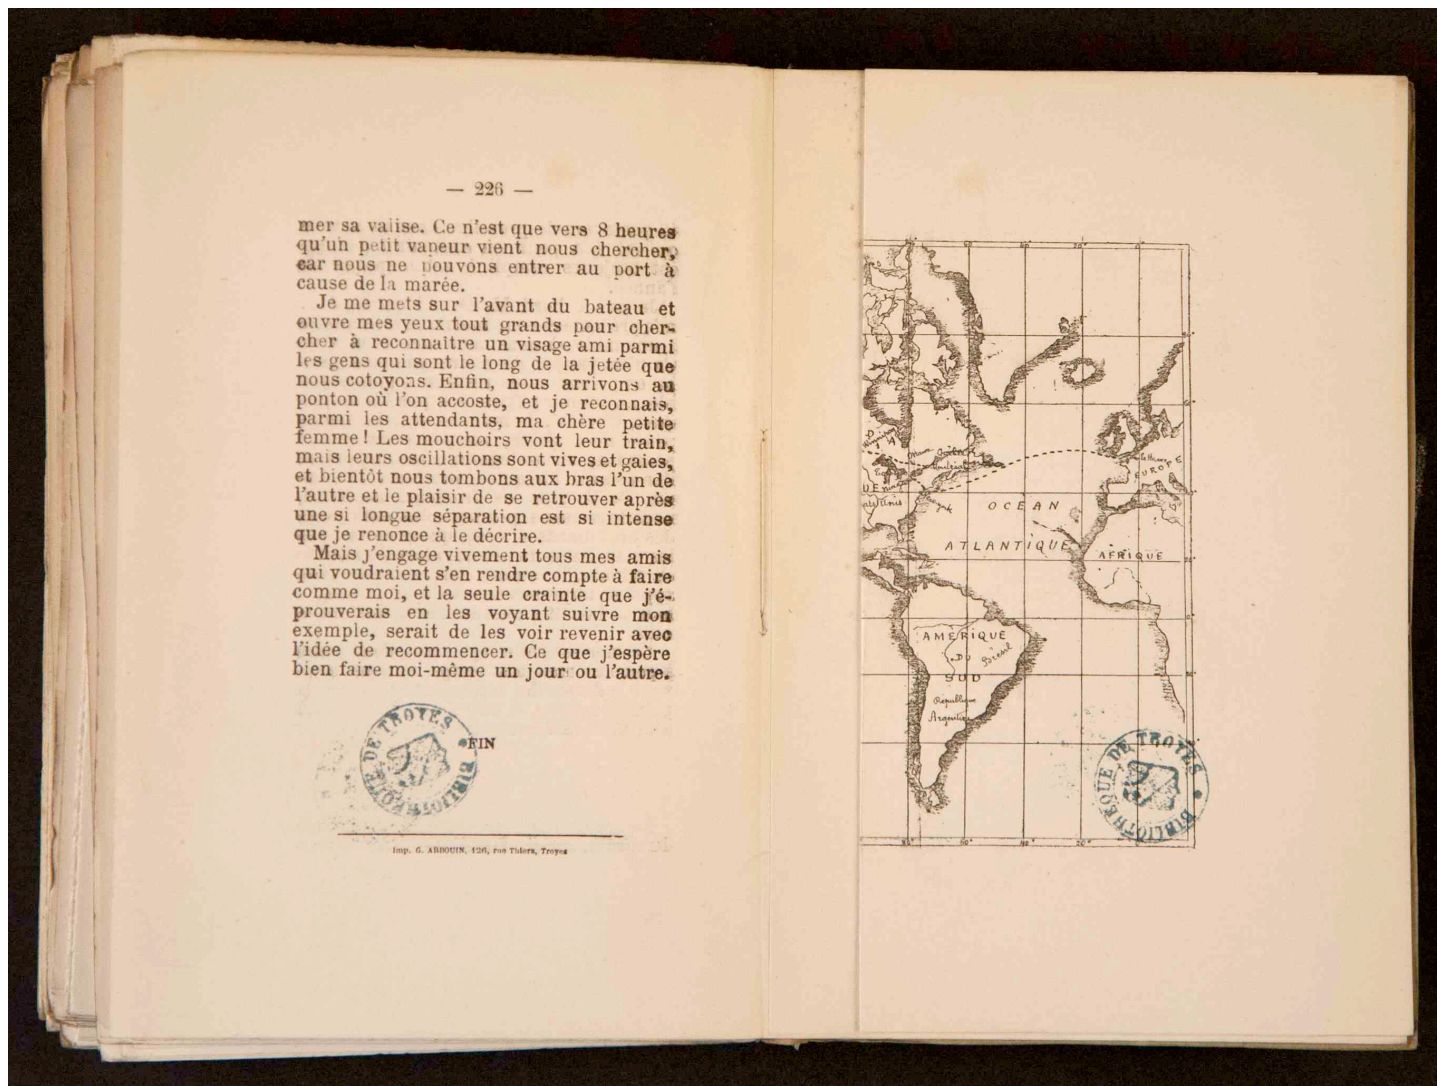 — 226 —
mer sa valise. Ce n'est que vers 8 heures
qu'un petit vapeur vient nous chercher,
car nous ne pouvons entrer au port à
cause de la marée.
Je me mets sur l'avant du bateau et
ouvre mes yeux tout grands pour cher-
cher à reconnaître un visage ami parmi
les gens qui sont le long de la jetée que
nous cotoyons. Enfin, nous arrivons au
ponton où l'on accoste, et je reconnais,
parmi les attendants, ma chère petite
femme ! Les mouchoirs vont leur train,
mais leurs oscillations sont vives et gaies,
et bientôt nous tombons aux bras l'un de
l'autre et le plaisir de se retrouver après
une si longue séparation est si intense
que je renonce à le décrire.
Mais j'engage vivement tous mes amis
qui voudraient s'en rendre compte à faire
comme moi, et la seule crainte que j'é-
prouverais en les voyant suivre mon
exemple, serait de les voir revenir avec
l'idée de recommencer. Ce que j'espère
bien faire moi-même un jour ou l'autre.
FIN
BIBLIOTHÈQUE DE TROYES
Imp. G. ARBOUIN, 126, rue Thiers, Troyes
Winnipeg
Québec
Montréal
le Havre
EUROPE
Unis
N-Y
OCEAN
ATLANTIQUE
AFRIQUE
AMÉRIQUE
DU
Brésil
SUD
République
Argentine
BIBLIOTHÈQUE DE TROYES
60°
40°
20°